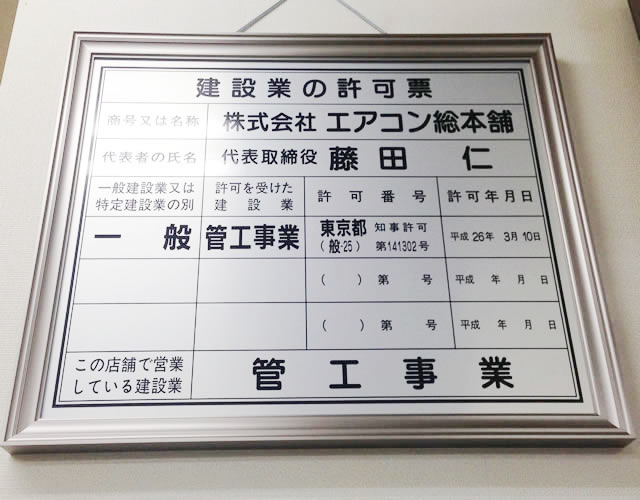 建設業の許可票
商号又は名称 株式会社 エアコン総本舗
代表者の氏名 代表取締役 藤田 仁
一般建設業又は特定建設業の別 許可を受けた建設業 許可番号 許可年月日
一般 管工事業 東京都 知事許可
(般-25) 第141302号 平成26年 3月10日
( ) 第 号 平成 年 月 日
( ) 第 号 平成 年 月 日
この店舗で営業
している建設業 管工事業